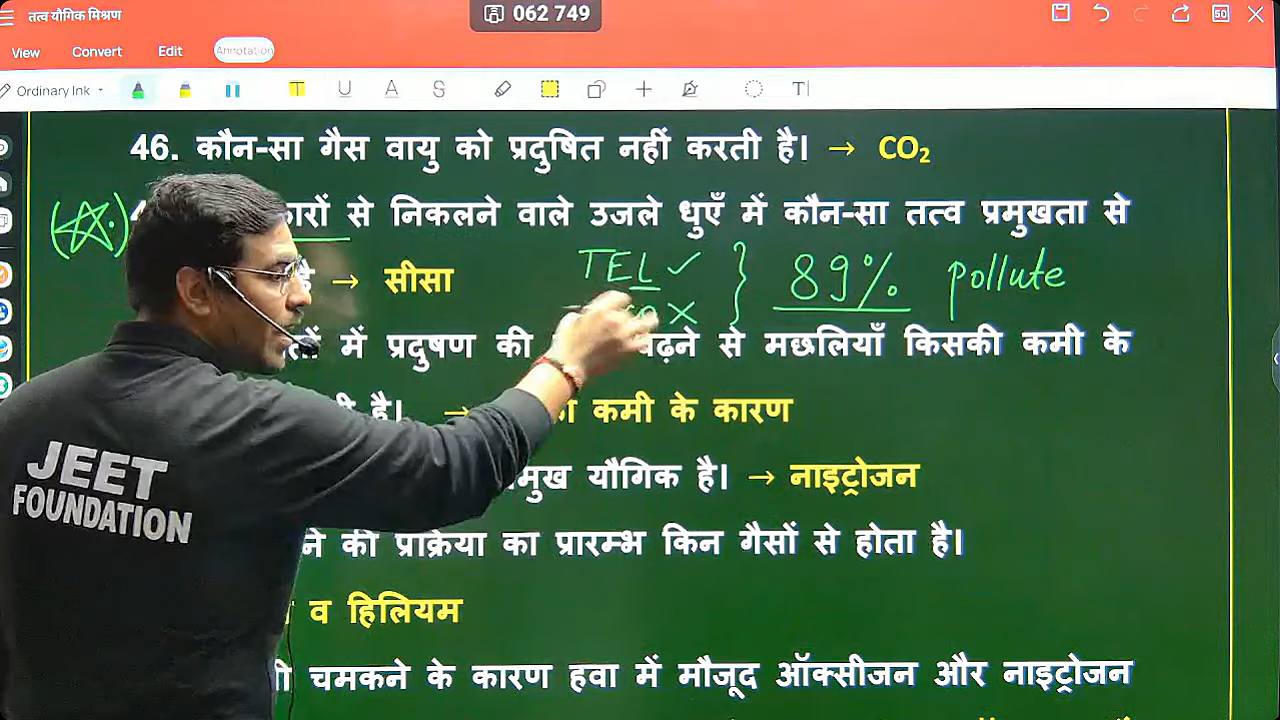 तत्व यौगिक मिश्रण
062 749
50
View Convert Edit Annotation
Ordinary Ink
46. कौन-सा गैस वायु को प्रदुषित नहीं करती है। → CO₂
से निकलने वाले उजले धुएँ में कौन-सा तत्व प्रमुखता से
→ सीसा
TEL ✓ } 89% pollute
में प्रदुषण की बढ़ने से मछलियाँ किसकी कमी के
है। → कमी के कारण
यौगिक है। → नाइट्रोजन
की प्राक्रेया का प्रारम्भ किन गैसों से होता है।
व हिलियम
चमकने के कारण हवा में मौजूद ऑक्सीजन और नाइट्रोजन
JEET
FOUNDATION